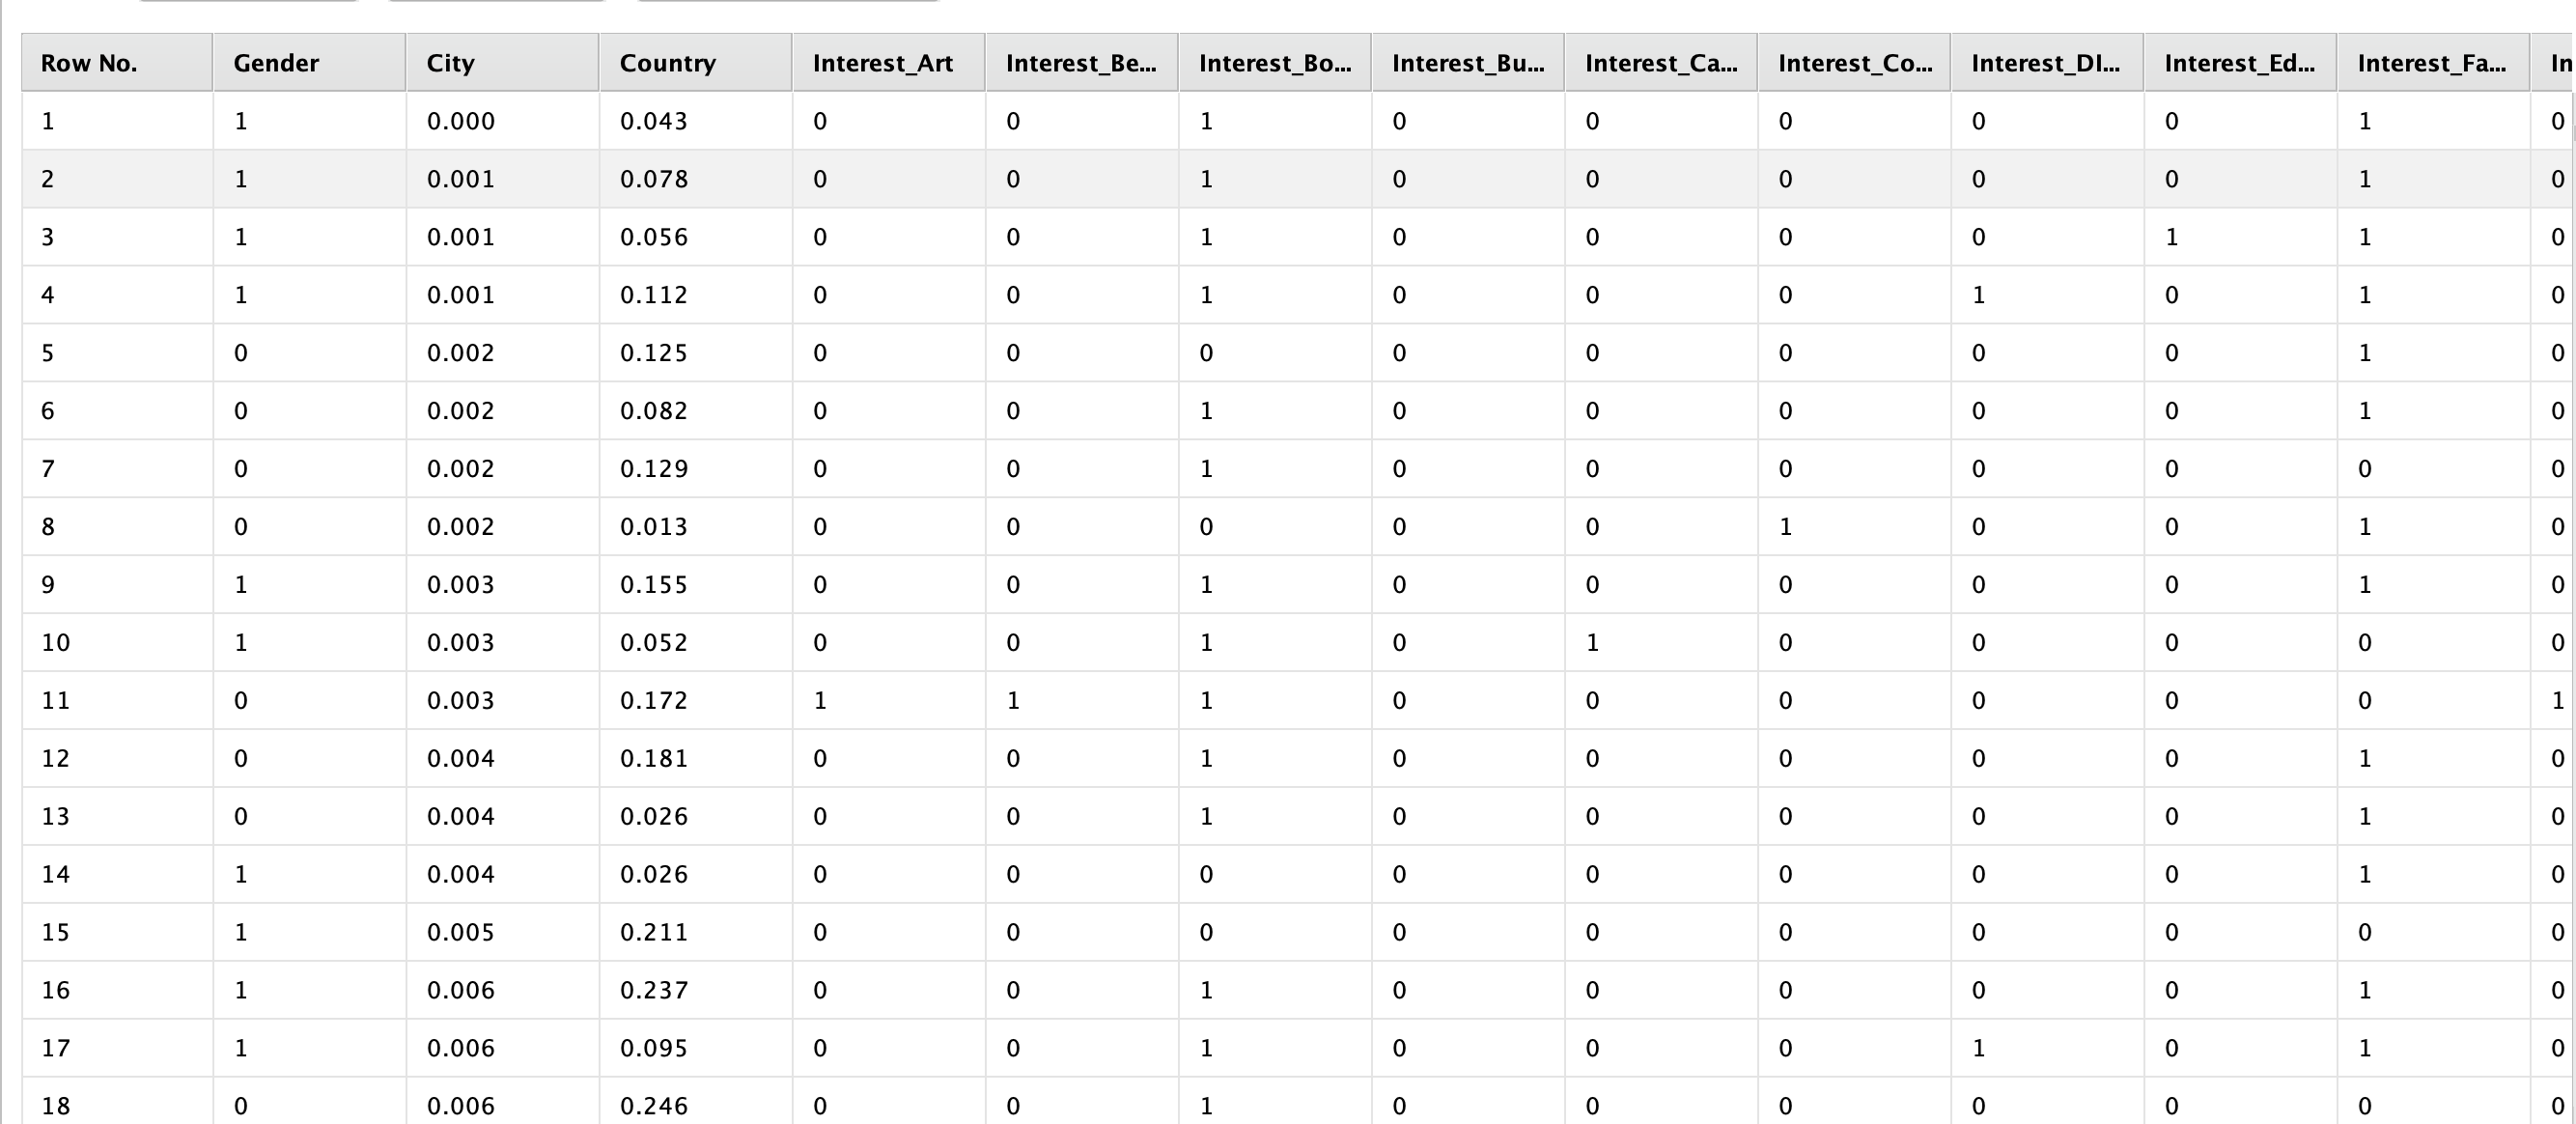 Row No. Gender City Country Interest_Art Interest_Be... Interest_Bo... Interest_Bu... Interest_Ca... Interest_Co... Interest_DI... Interest_Ed... Interest_Fa... In
1 1 0.000 0.043 0 0 1 0 0 0 0 0 1 0
2 1 0.001 0.078 0 0 1 0 0 0 0 0 1 0
3 1 0.001 0.056 0 0 1 0 0 0 0 1 1 0
4 1 0.001 0.112 0 0 1 0 0 0 1 0 1 0
5 0 0.002 0.125 0 0 0 0 0 0 0 0 1 0
6 0 0.002 0.082 0 0 1 0 0 0 0 0 1 0
7 0 0.002 0.129 0 0 1 0 0 0 0 0 0 0
8 0 0.002 0.013 0 0 0 0 0 1 0 0 1 0
9 1 0.003 0.155 0 0 1 0 0 0 0 0 1 0
10 1 0.003 0.052 0 0 1 0 1 0 0 0 0 0
11 0 0.003 0.172 1 1 1 0 0 0 0 0 0 1
12 0 0.004 0.181 0 0 1 0 0 0 0 0 1 0
13 0 0.004 0.026 0 0 1 0 0 0 0 0 1 0
14 1 0.004 0.026 0 0 0 0 0 0 0 0 1 0
15 1 0.005 0.211 0 0 0 0 0 0 0 0 0 0
16 1 0.006 0.237 0 0 1 0 0 0 0 0 1 0
17 1 0.006 0.095 0 0 1 0 0 0 1 0 1 0
18 0 0.006 0.246 0 0 1 0 0 0 0 0 0 0